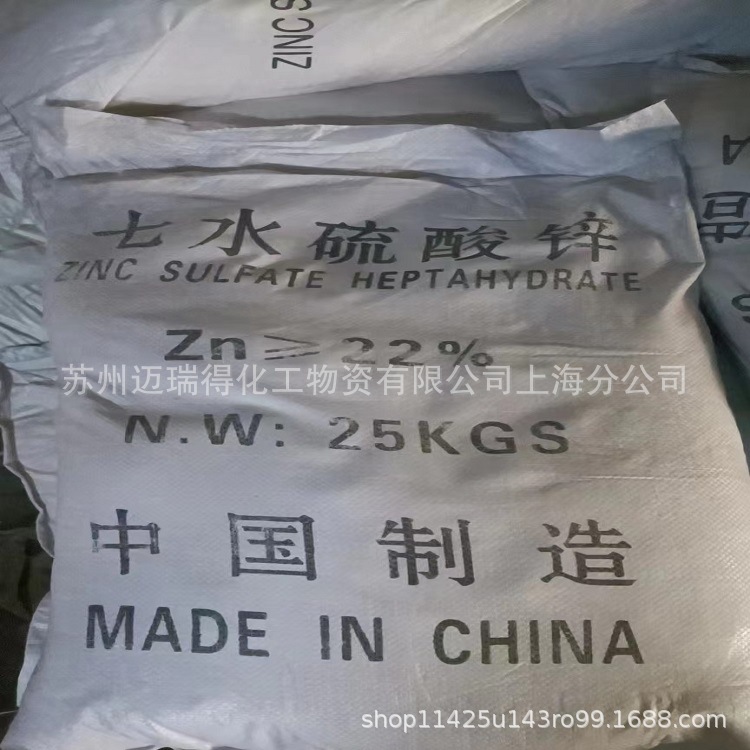 ZINC S
七水硫酸锌
ZINC SULFATE HEPTAHYDRATE
Zn≥22%
苏州迈瑞得化工物资有限公司上海分公司
N.W: 25KGS
中国制造
MADE IN CHINA
shop11425u143ro99.1688.com